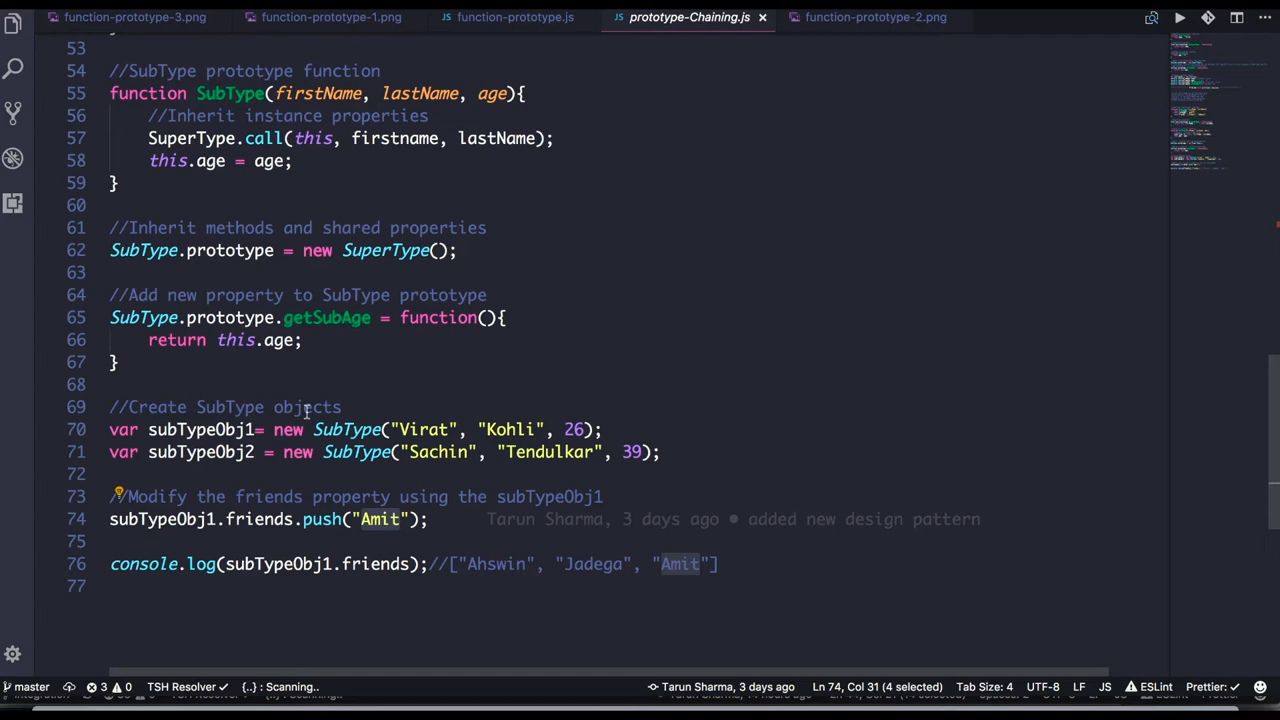 function-prototype-3.png function-prototype-1.png JS function-prototype.js JS prototype-Chaining.js × function-prototype-2.png
53
54 //SubType prototype function
55 function SubType(firstName, lastName, age){
56 //Inherit instance properties
57 SuperType.call(this, firstname, lastName);
58 this.age = age;
59 }
60
61 //Inherit methods and shared properties
62 SubType.prototype = new SuperType();
63
64 //Add new property to SubType prototype
65 SubType.prototype.getSubAge = function(){
66 return this.age;
67 }
68
69 //Create SubType objects
70 var subTypeObj1= new SubType("Virat", "Kohli", 26);
71 var subTypeObj2 = new SubType("Sachin", "Tendulkar", 39);
72
73 //Modify the friends property using the subTypeObj1
74 subTypeObj1.friends.push("Amit"); Tarun Sharma, 3 days ago • added new design pattern
75
76 console.log(subTypeObj1.friends);//["Ahswin", "Jadega", "Amit"]
77
master 3 0 TSH Resolver ✓ {..} : Scanning.. Tarun Sharma, 3 days ago Ln 74, Col 31 (4 selected) Tab Size: 4 UTF-8 LF JS ESLint Prettier: ✓